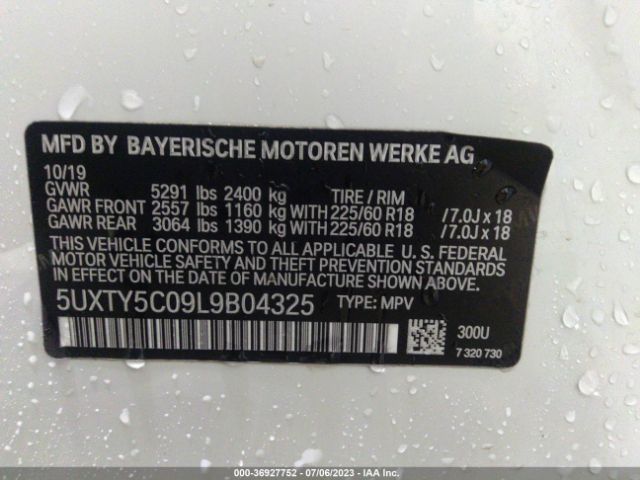 MFD BY BAYERISCHE MOTOREN WERKE AG
10/19
GVWR 5291 lbs 2400 kg TIRE / RIM
GAWR FRONT 2557 lbs 1160 kg WITH 225/60 R18 / 7.0J x 18
GAWR REAR 3064 lbs 1390 kg WITH 225/60 R18 / 7.0J x 18
THIS VEHICLE CONFORMS TO ALL APPLICABLE U. S. FEDERAL
MOTOR VEHICLE SAFETY AND THEFT PREVENTION STANDARDS IN
EFFECT ON THE DATE OF MANUFACTURE SHOWN ABOVE.
5UXTY5C09L9B04325 TYPE: MPV
300U
7 320 730
000-36927752 - 07/06/2023 - IAA Inc.